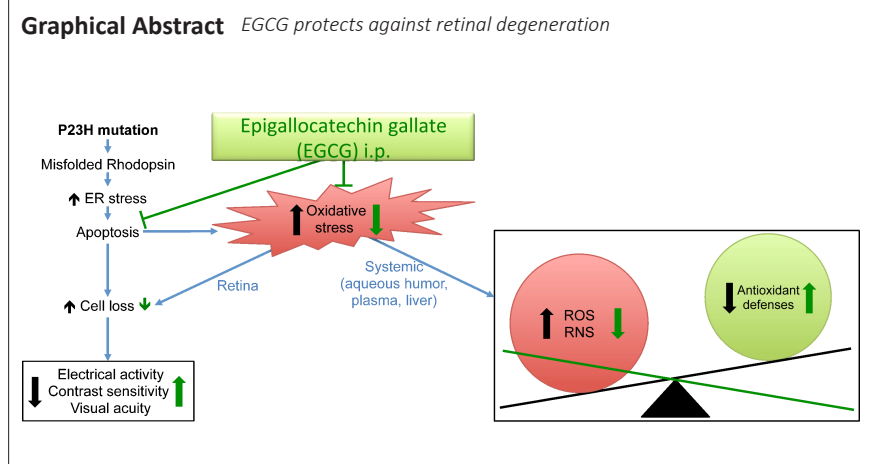 Graphical Abstract EGCG protects against retinal degeneration
P23H mutation
Misfolded Rhodopsin
ER stress
Apoptosis
Cell loss
Electrical activity
Contrast sensitivity
Visual acuity
Epigallocatechin gallate
(EGCG) i.p.
Oxidative
stress
Retina
Systemic
(aqueous humor,
plasma, liver)
ROS
RNS
Antioxidant
defenses